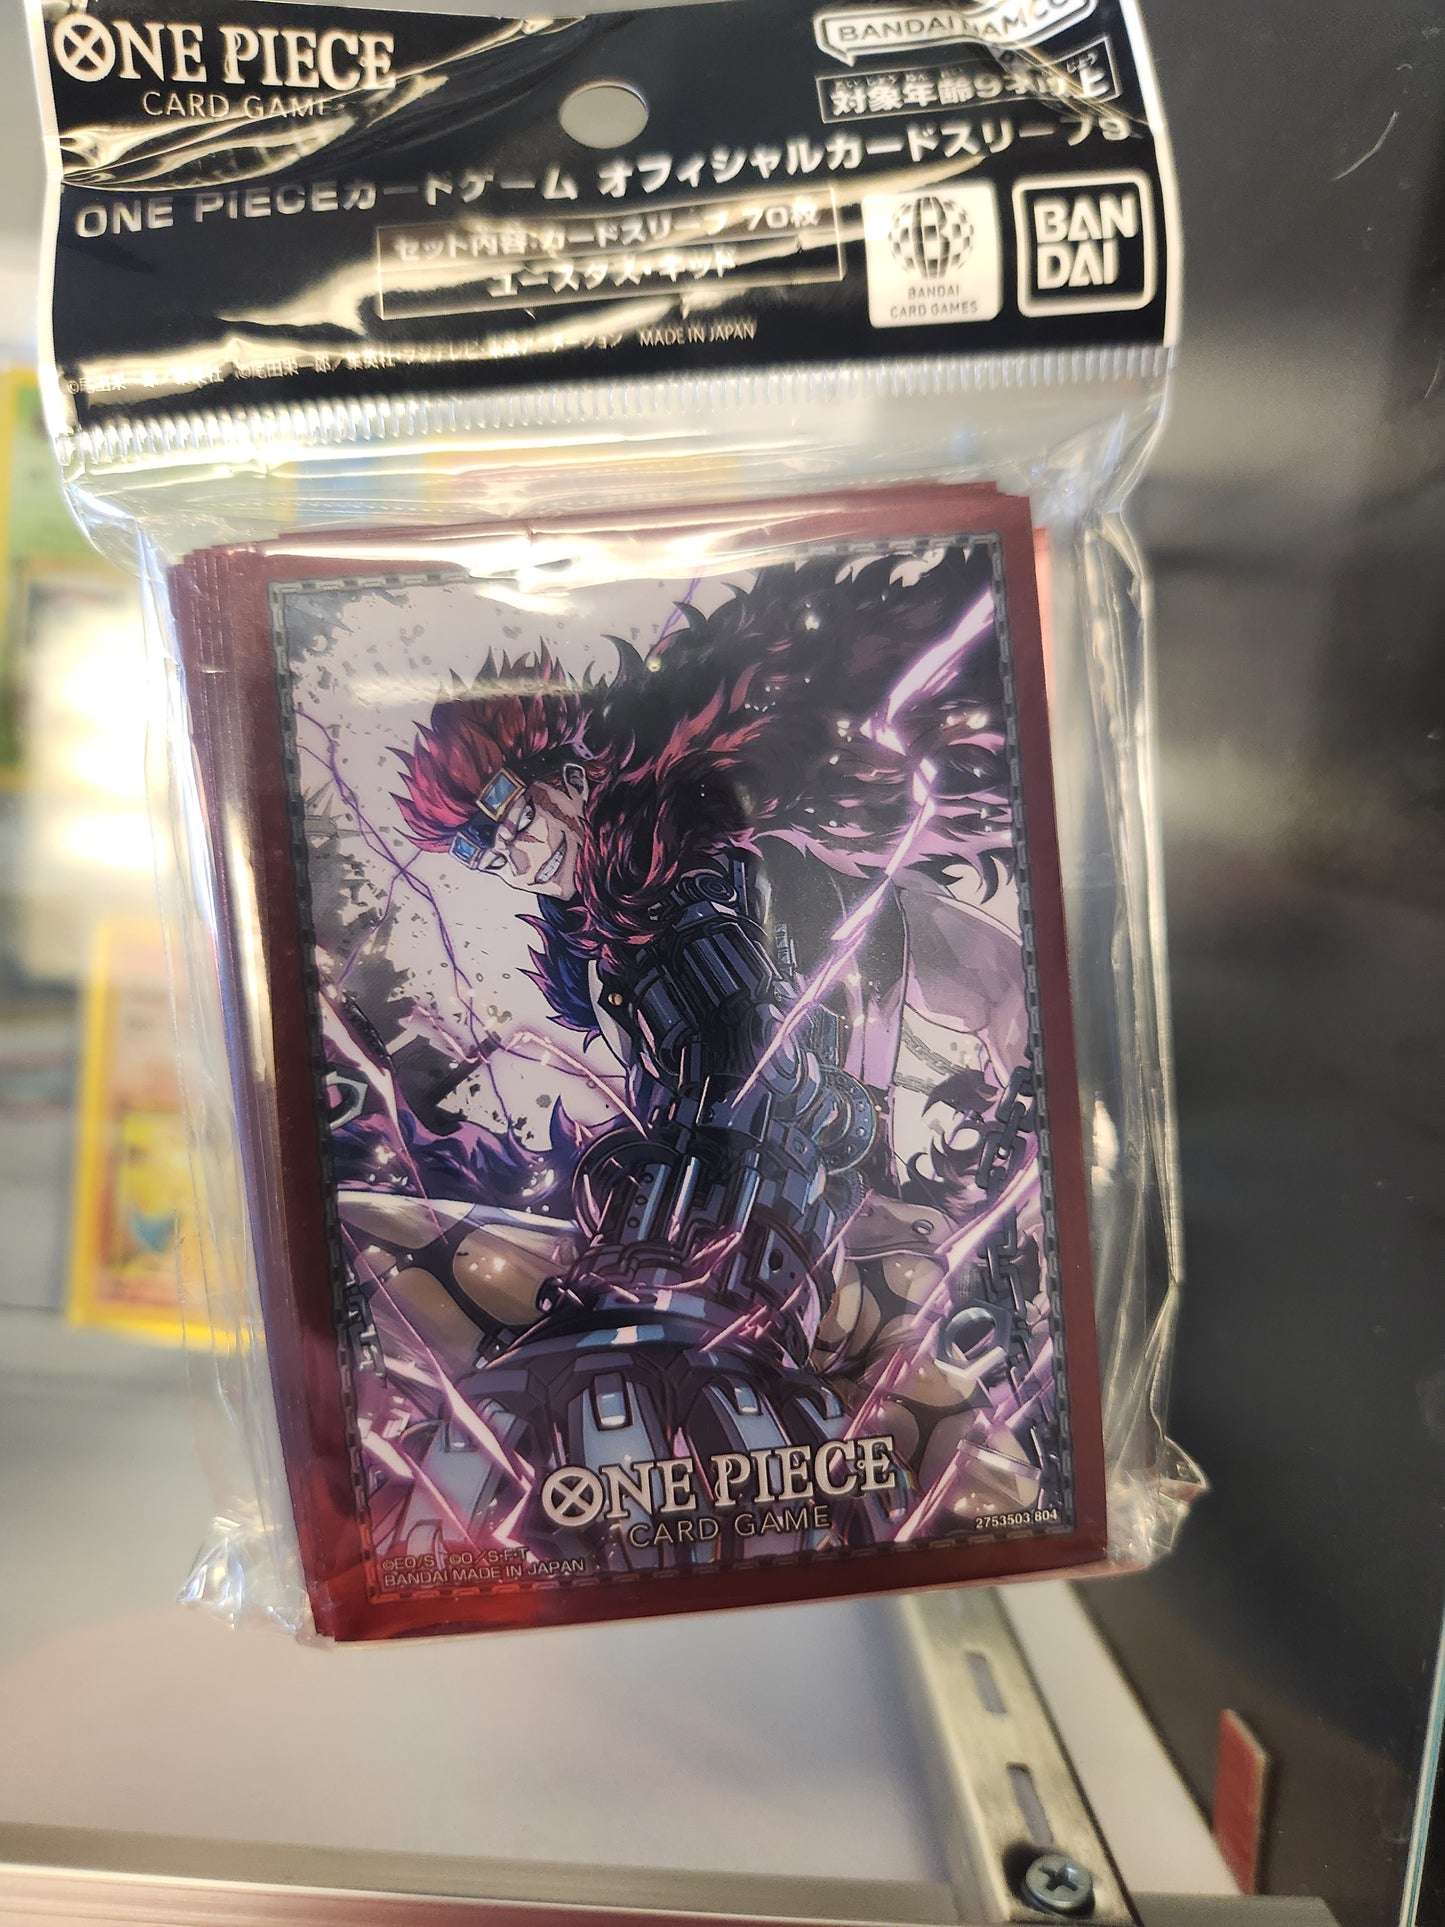 ONE PIECE
CARD GAME
BANDAI NAMCO
対象年齢9才以上
ONE PIECEカードゲーム オフィシャルカードスリーブ9
セット内容:カードスリーブ 70枚
ユースタス・キッド
BANDAI
CARD GAMES
BAN
DAI
MADE IN JAPAN
ONE PIECE
CARD GAME
2753503 804
©EO/S ©O/S・F・T
BANDAI MADE IN JAPAN